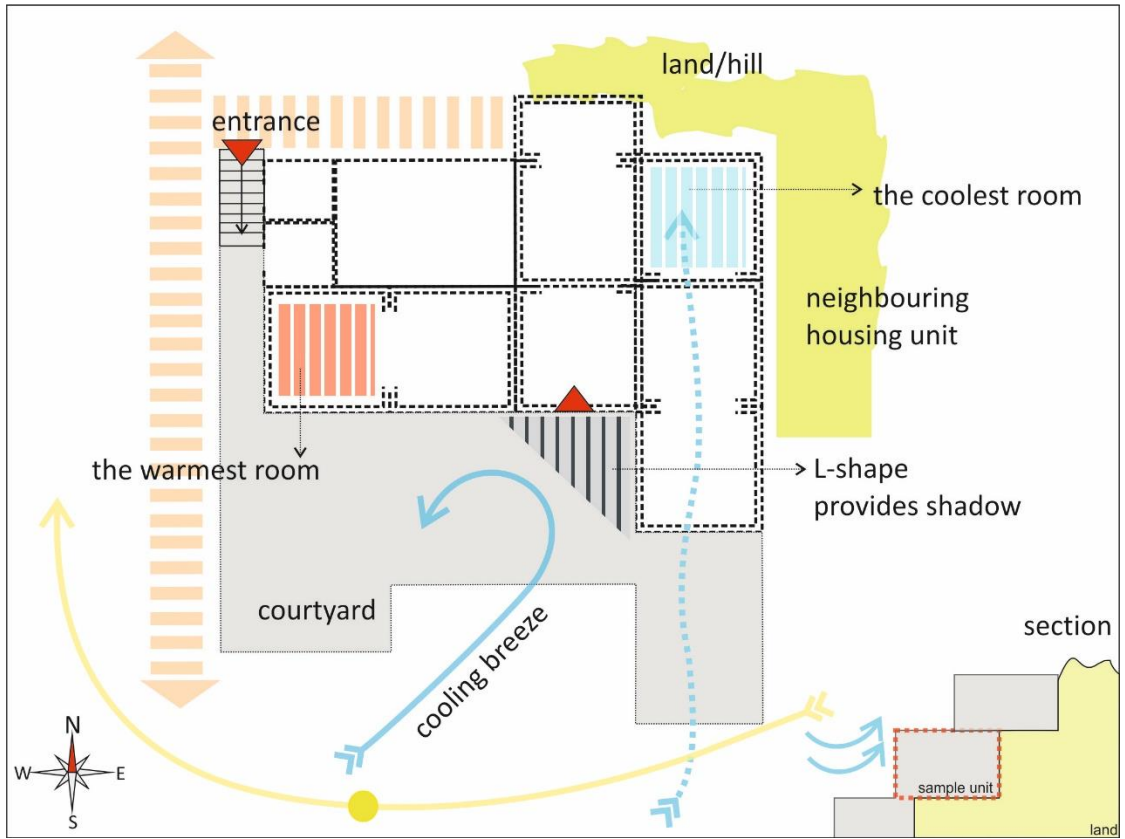 land/hill
entrance
the coolest room
neighbouring
housing unit
the warmest room
L-shape
provides shadow
courtyard
cooling breeze
section
N
W
E
S
sample unit
land